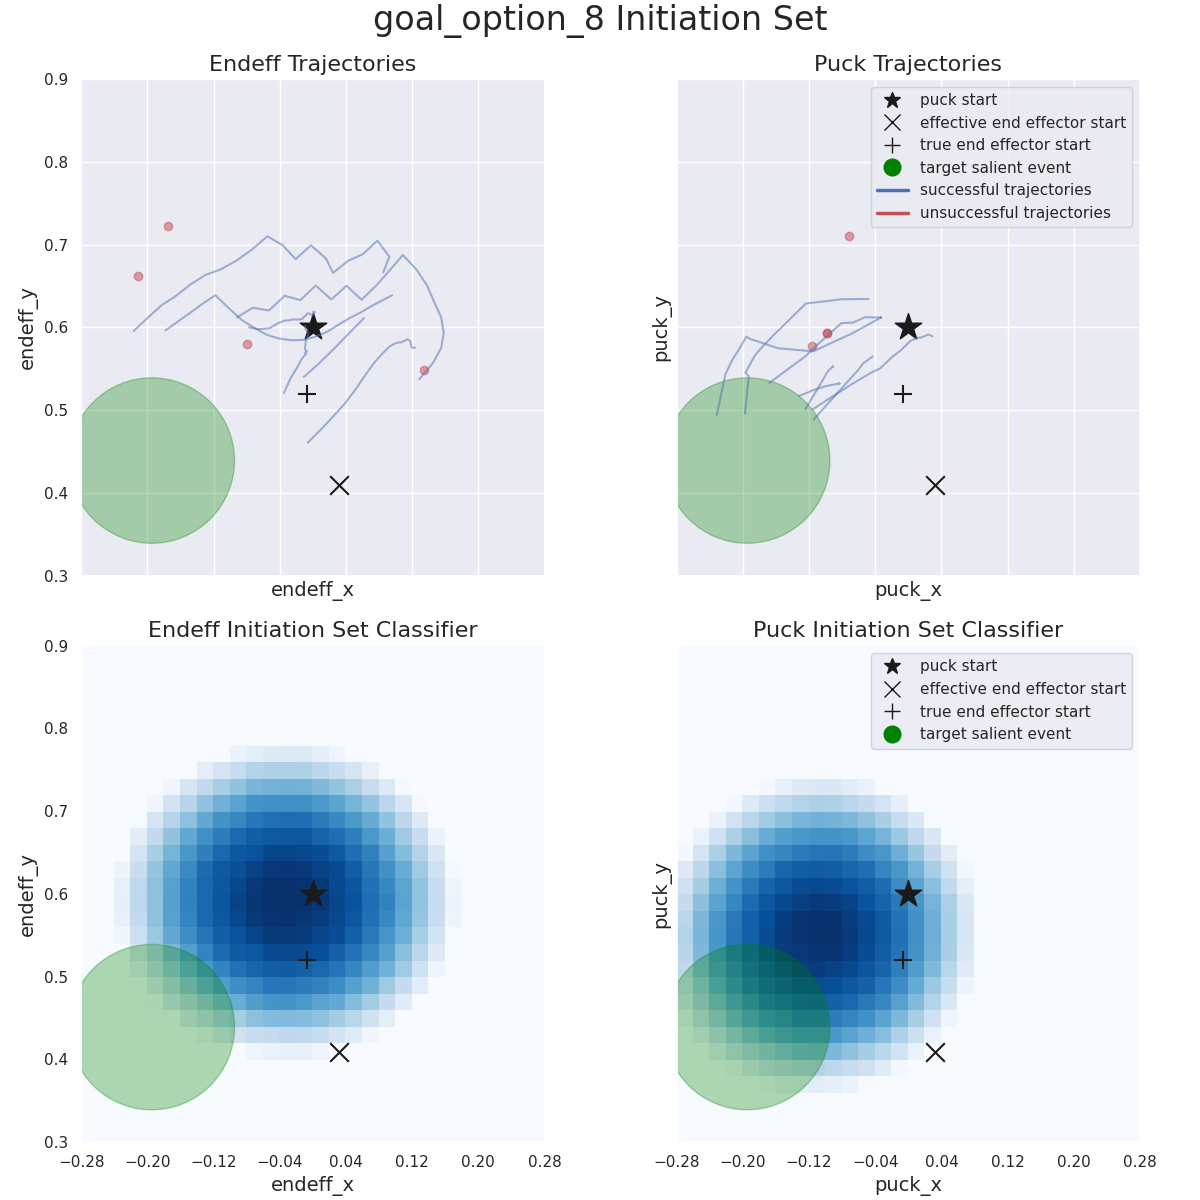 goal_option_8 Initiation Set
Endeff Trajectories
0.9
0.8
0.7
0.6
0.5
0.4
0.3
endeff_y
endeff_x
Puck Trajectories
puck start
effective end effector start
true end effector start
target salient event
successful trajectories
unsuccessful trajectories
puck_y
puck_x
Endeff Initiation Set Classifier
0.9
0.8
0.7
0.6
0.5
0.4
0.3
endeff_y
−0.28 −0.20 −0.12 −0.04 0.04 0.12 0.20 0.28
endeff_x
Puck Initiation Set Classifier
puck start
effective end effector start
true end effector start
target salient event
puck_y
−0.28 −0.20 −0.12 −0.04 0.04 0.12 0.20 0.28
puck_x